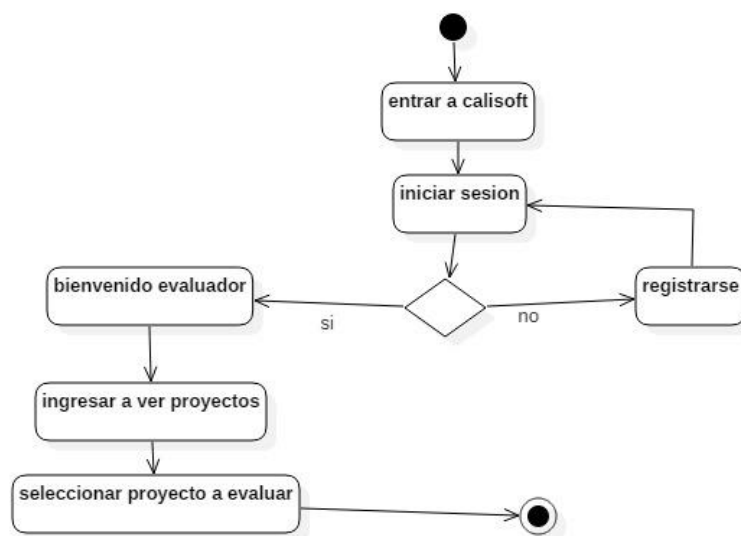 entrar a calisoft
iniciar sesion
bienvenido evaluador
registrarse
si
no
ingresar a ver proyectos
seleccionar proyecto a evaluar